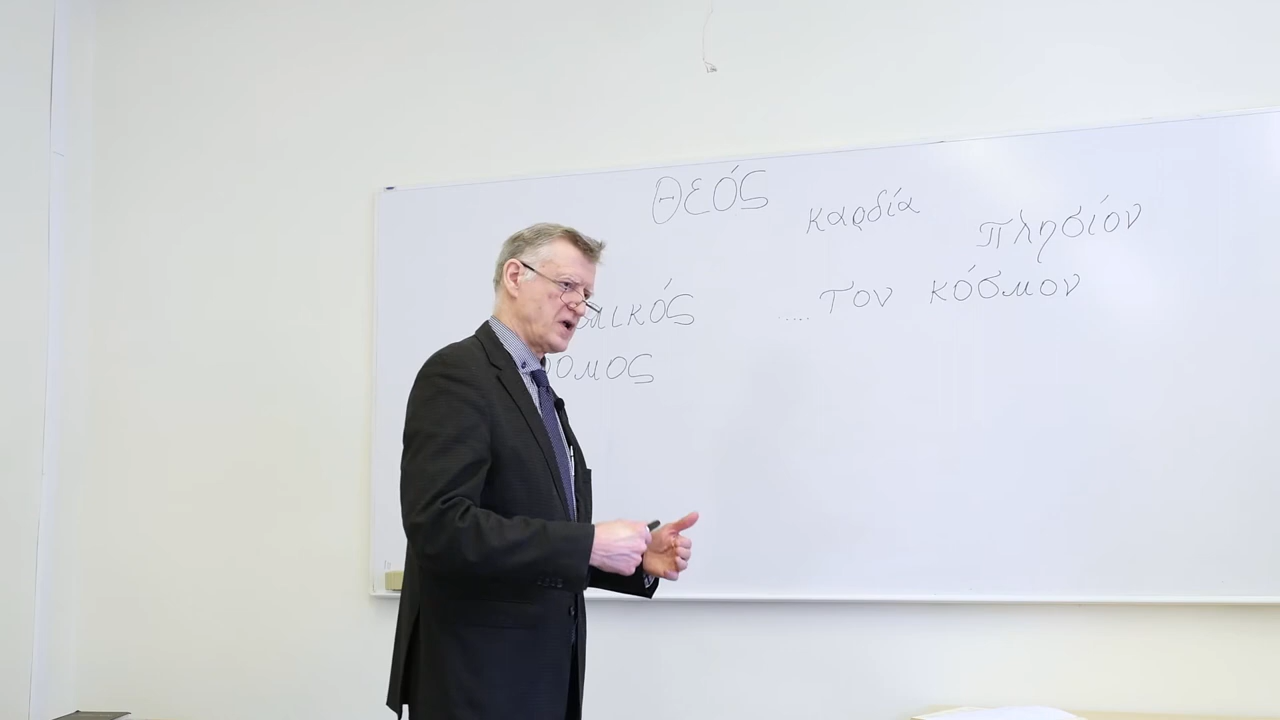 Θεός
καρδία
πλησίον
..... τον κόσμον